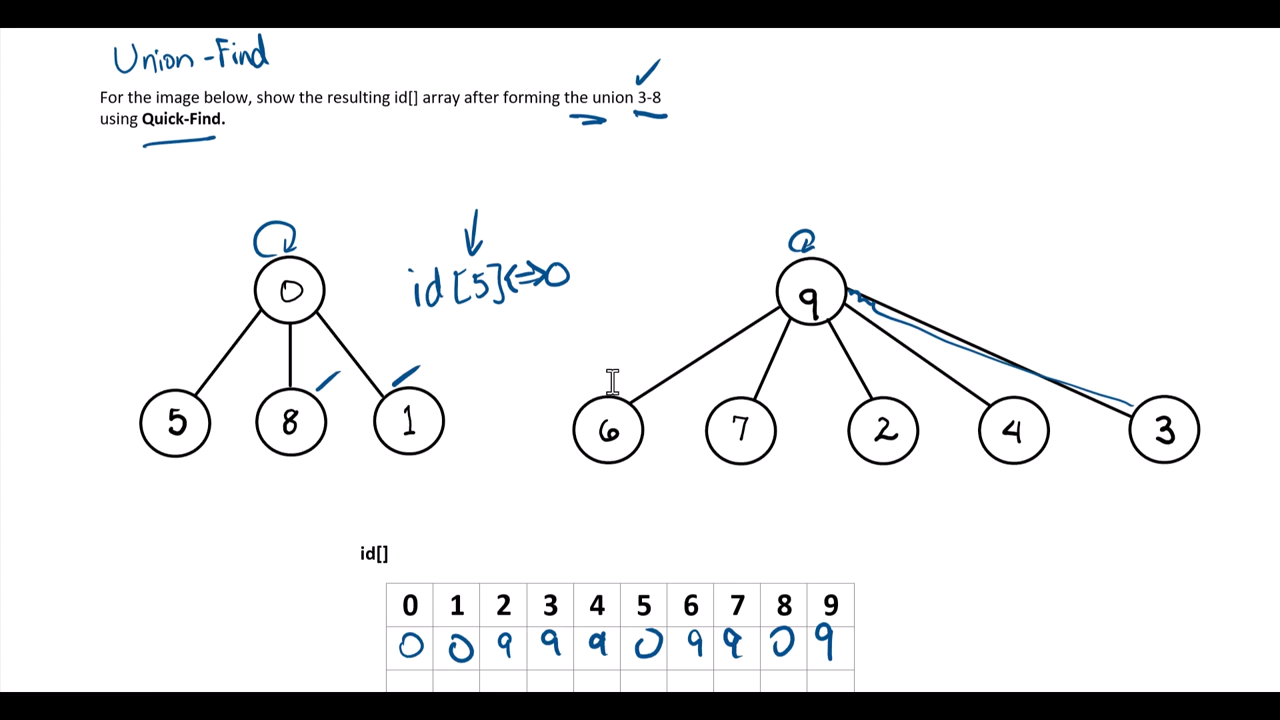 Union-Find
For the image below, show the resulting id[] array after forming the union 3-8
using Quick-Find.
0
id[5]<=>0
9
5
8
1
6
7
2
4
3
id[]
0 1 2 3 4 5 6 7 8 9
0 0 9 9 9 0 9 9 0 9